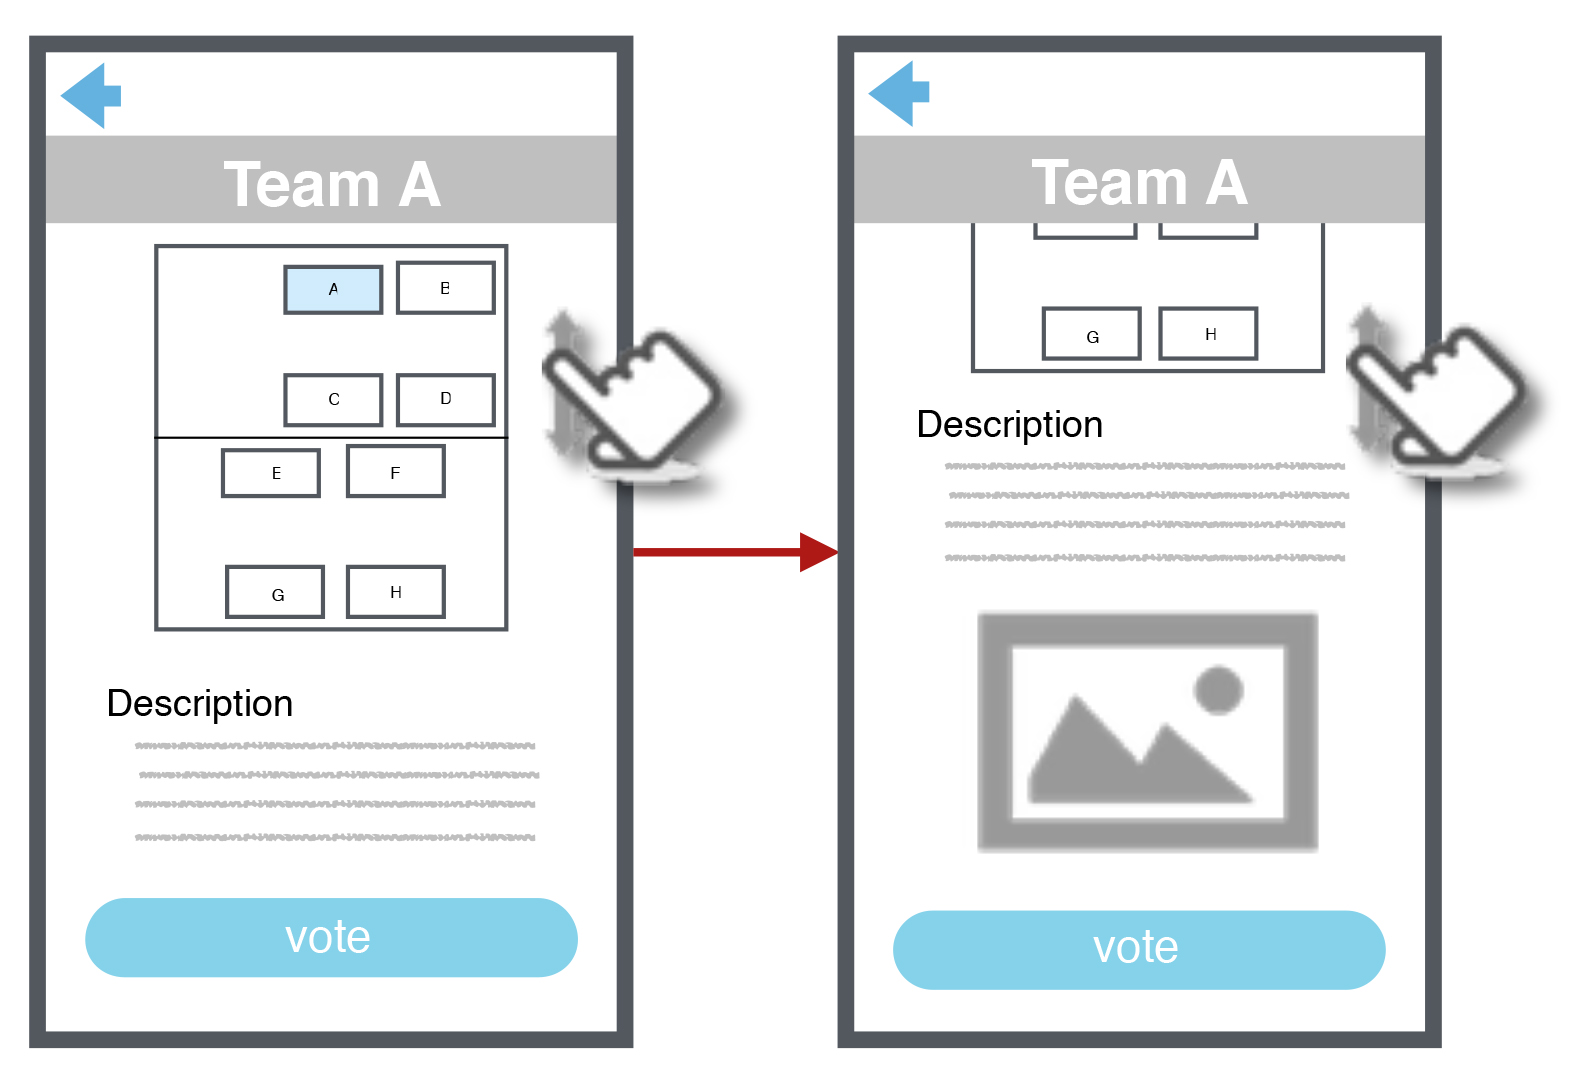 Team A
A B
C D
E F
G H
Description
vote
Team A
G H
Description
vote